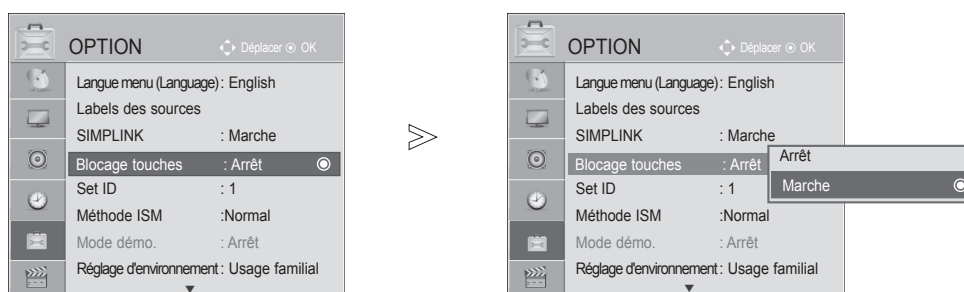 OPTION Déplacer OK
Langue menu (Language) : English
Labels des sources
SIMPLINK : Marche
Blocage touches : Arrêt
Set ID : 1
Méthode ISM :Normal
Mode démo. : Arrêt
Réglage d'environnement : Usage familial
OPTION Déplacer OK
Langue menu (Language) : English
Labels des sources
SIMPLINK : Marche
Blocage touches : Arrêt
Set ID : 1
Méthode ISM :Normal
Mode démo. : Arrêt
Réglage d'environnement : Usage familial
Arrêt
Marche